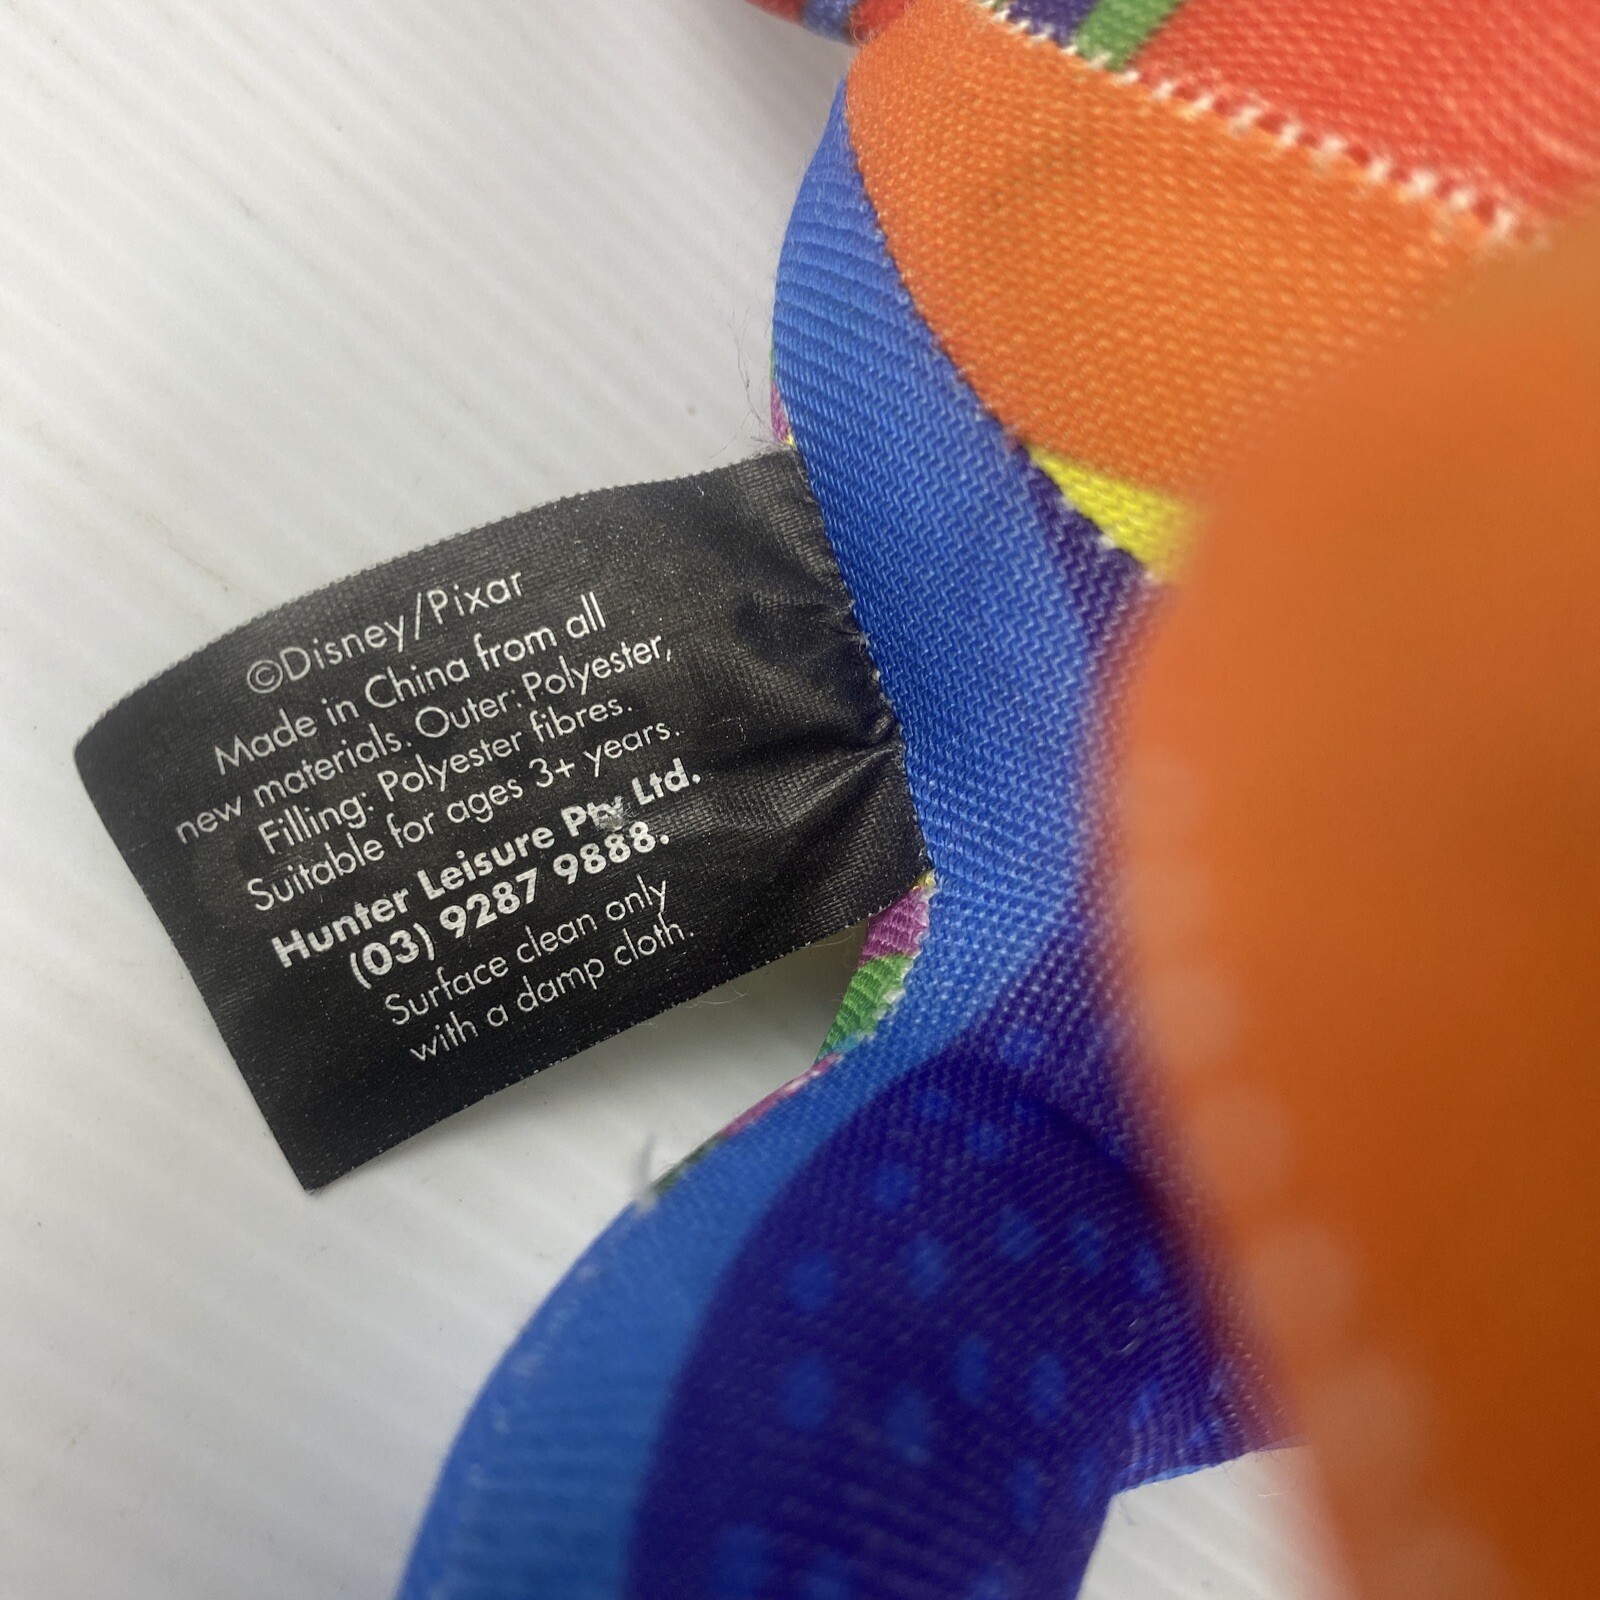 ©Disney/Pixar
Made in China from all
new materials. Outer: Polyester,
Filling: Polyester fibres.
Suitable for ages 3+ years.
Hunter Leisure Pty Ltd.
(03) 9287 9888.
Surface clean only
with a damp cloth.